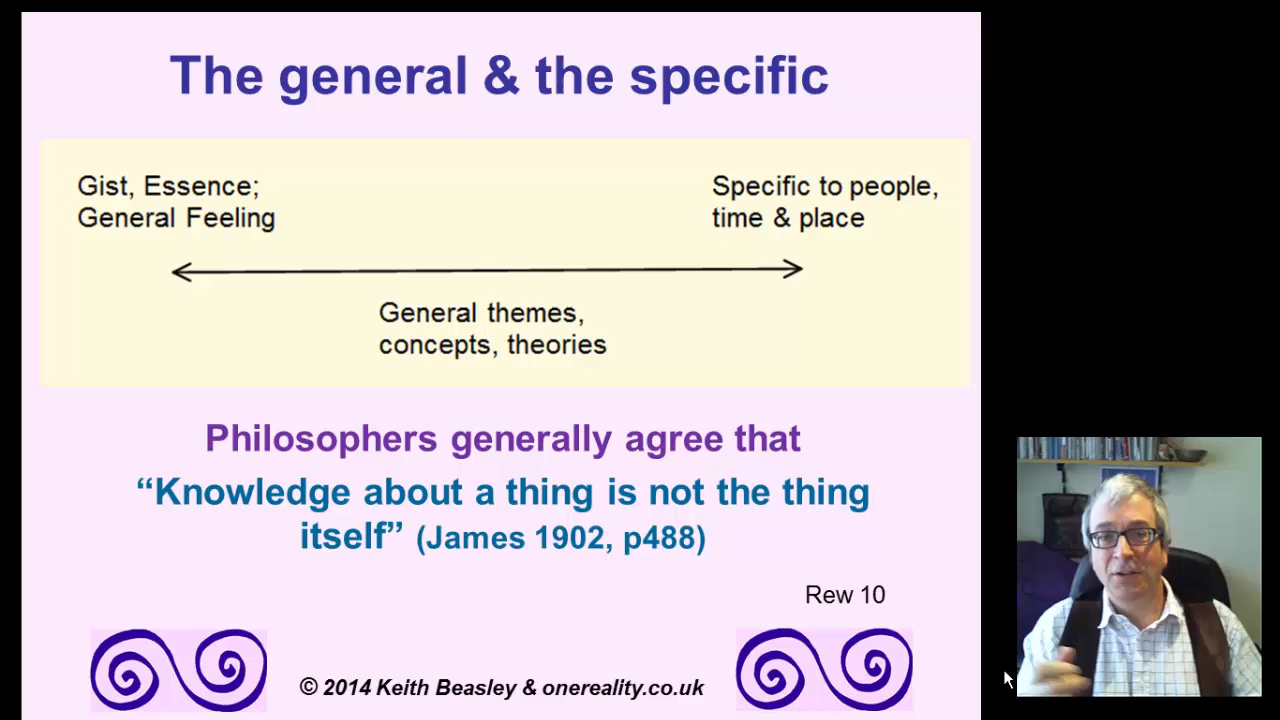 The general & the specific
Gist, Essence;
General Feeling
Specific to people,
time & place
General themes,
concepts, theories
Philosophers generally agree that
“Knowledge about a thing is not the thing
itself” (James 1902, p488)
Rew 10
© 2014 Keith Beasley & onereality.co.uk